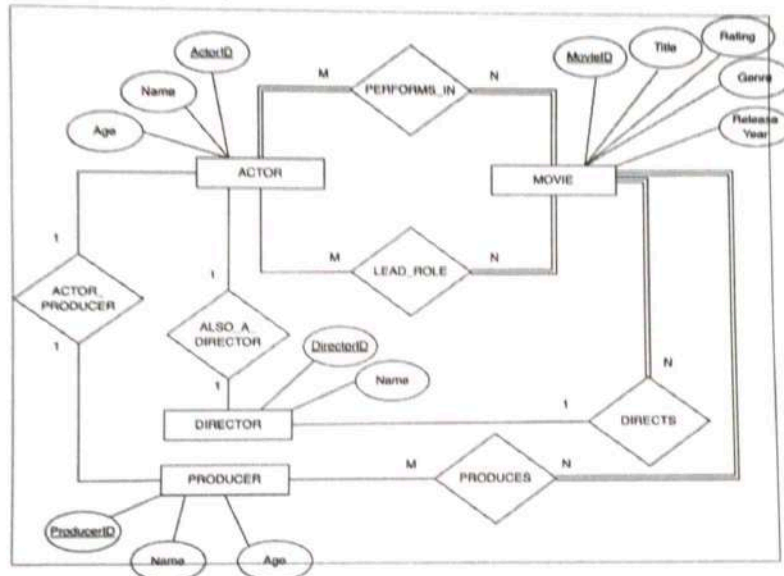 ActorID
Name
Age
M
PERFORMS_IN
N
MovieID
Title
Rating
Genre
Release
Year
ACTOR
MOVIE
1
ACTOR_
PRODUCER
1
1
ALSO_A_
DIRECTOR
1
M
LEAD_ROLE
N
DirectorID
Name
DIRECTOR
1
N
DIRECTS
PRODUCER
M
PRODUCES
N
ProducerID
Name
Age